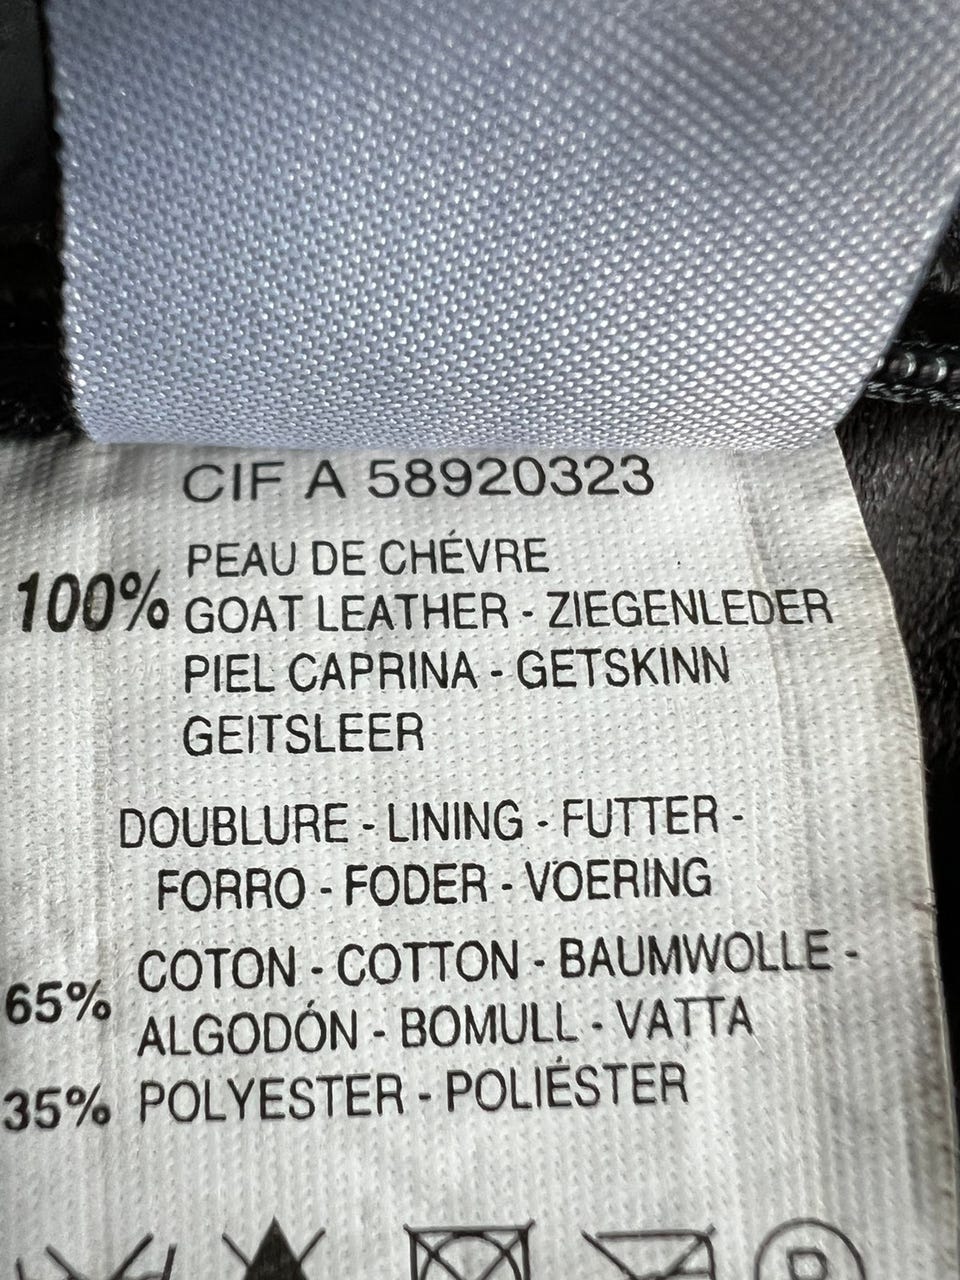 CIF A 58920323
100% PEAU DE CHÉVRE
GOAT LEATHER - ZIEGENLEDER
PIEL CAPRINA - GETSKINN
GEITSLEER
DOUBLURE - LINING - FUTTER -
FORRO - FODER - VOERING
65% COTON - COTTON - BAUMWOLLE -
ALGODÓN - BOMULL - VATTA
35% POLYESTER - POLIÉSTER
P